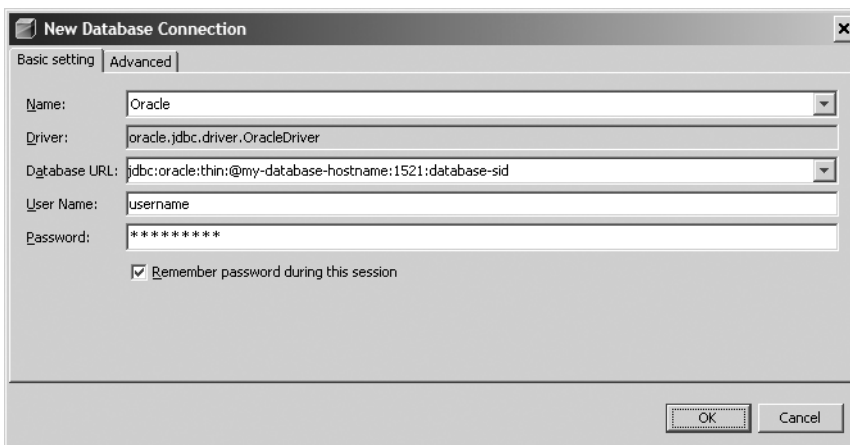 New Database Connection
Basic setting
Advanced
Name: Oracle
Driver: oracle.jdbc.driver.OracleDriver
Database URL: jdbc:oracle:thin:@my-database-hostname:1521:database-sid
User Name: username
Password: *********
Remember password during this session
OK
Cancel